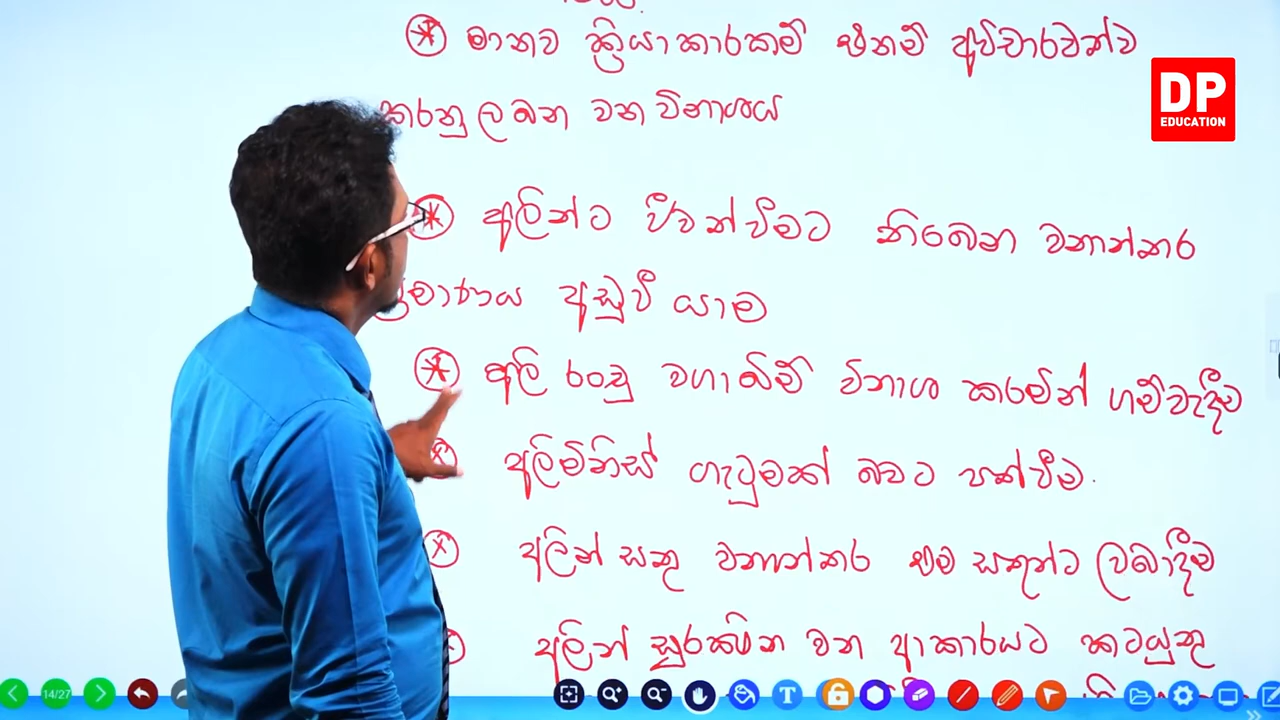 මානව ක්‍රියාකාරකම් එනම් අවිචාරවත්ව
DP
EDUCATION
කරනු ලබන වන විනාශය
අලින්ට ජීවත්වීමට තිබෙන වනාන්තර
ප්‍රමාණය අඩුවී යාම
අලි රංචු වගාබිම් විනාශ කරමින් ගම්වැදීම
අලිමිනිස් ගැටුමක් බවට පත්වීම.
අලින් සතු වනාන්තර එම සතුන්ට ලබාදීම
අලින් සුරක්ෂිත වන ආකාරයට කටයුතු
14/27